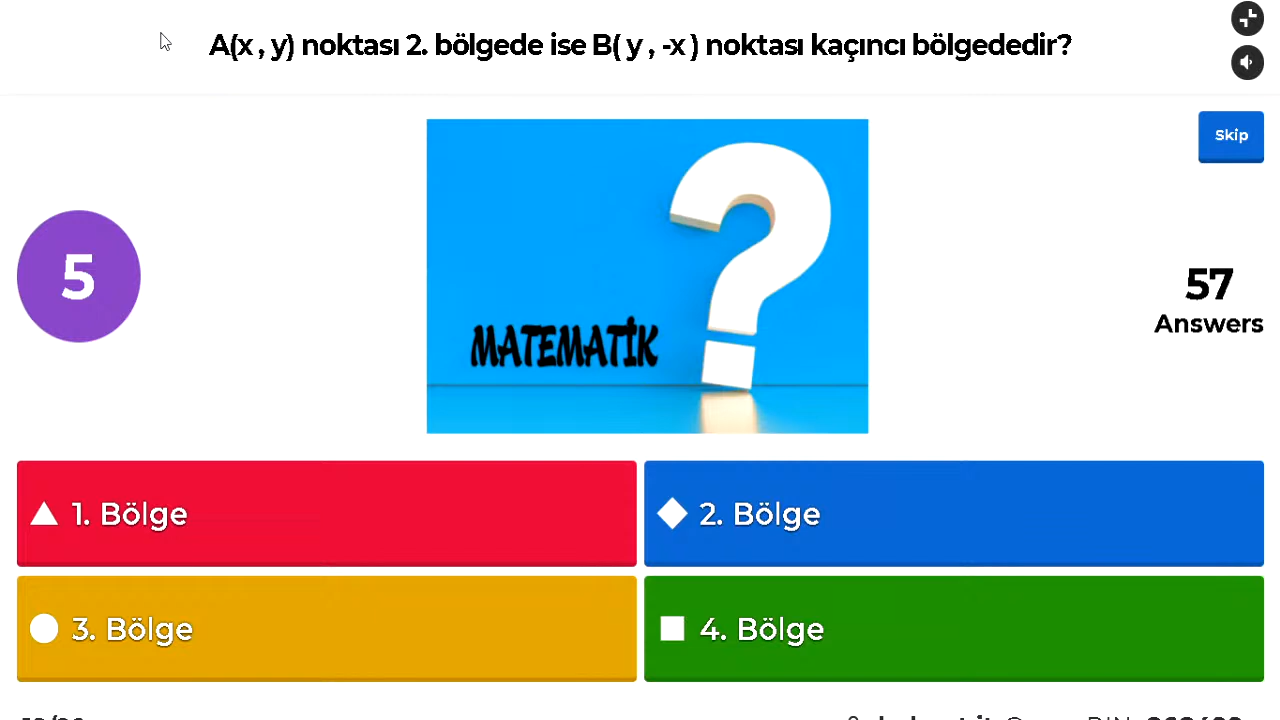 A(x , y) noktası 2. bölgede ise B( y , -x ) noktası kaçıncı bölgededir?
Skip
5
MATEMATİK
57
Answers
1. Bölge
2. Bölge
3. Bölge
4. Bölge